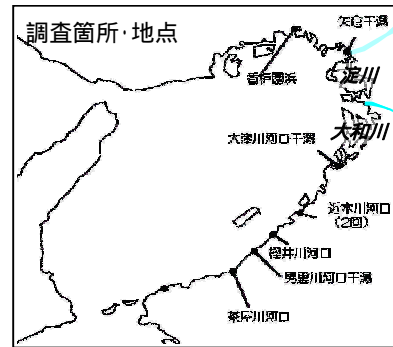 調査箇所・地点
矢倉干潟
香櫨園浜
淀川
大和川
大津川河口干潟
近木川河口
(2回)
樫井川河口
男里川河口干潟
茶屋川河口